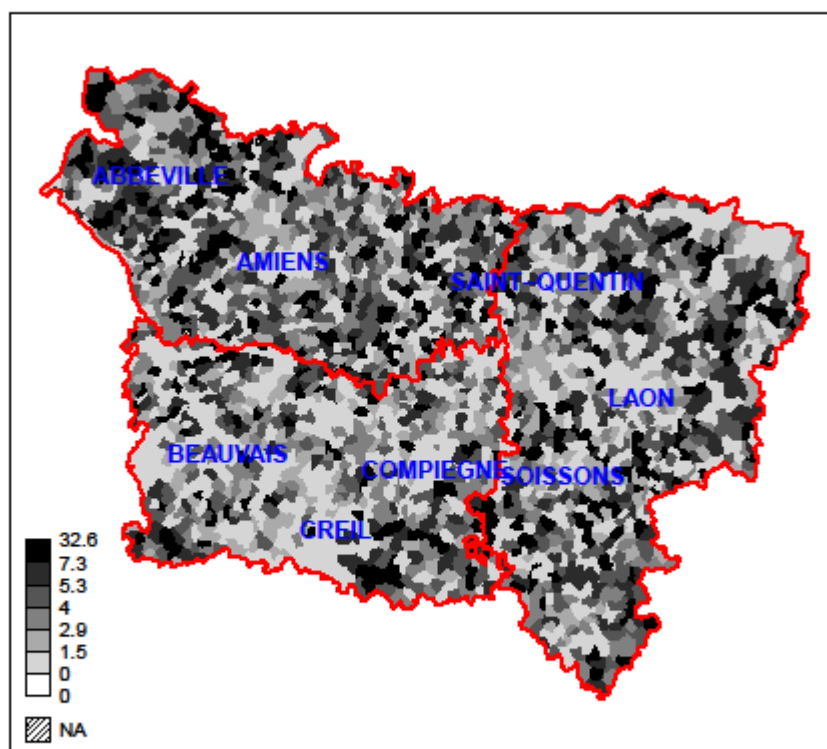 ABBEVILLE
AMIENS
SAINT−QUENTIN
LAON
BEAUVAIS
COMPIEGNE
SOISSONS
CREIL
32.6
7.3
5.3
4
2.9
1.5
0
0
NA